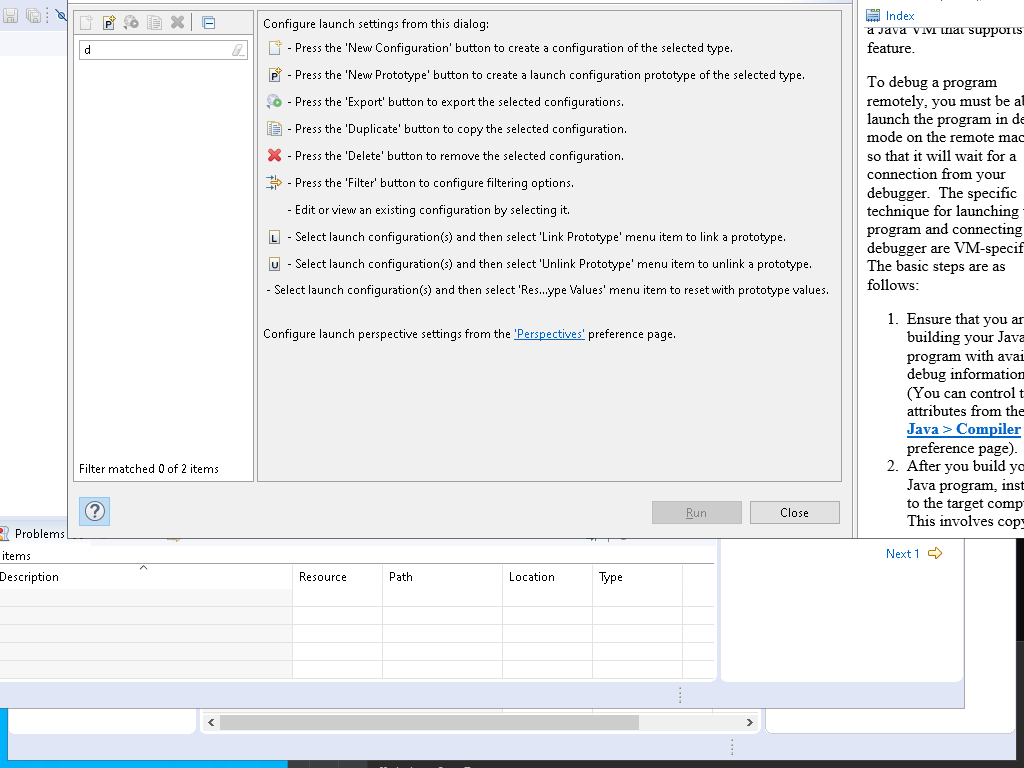 Index
d
Configure launch settings from this dialog:
- Press the 'New Configuration' button to create a configuration of the selected type.
P - Press the 'New Prototype' button to create a launch configuration prototype of the selected type.
- Press the 'Export' button to export the selected configurations.
- Press the 'Duplicate' button to copy the selected configuration.
- Press the 'Delete' button to remove the selected configuration.
- Press the 'Filter' button to configure filtering options.
- Edit or view an existing configuration by selecting it.
L - Select launch configuration(s) and then select 'Link Prototype' menu item to link a prototype.
U - Select launch configuration(s) and then select 'Unlink Prototype' menu item to unlink a prototype.
- Select launch configuration(s) and then select 'Res...ype Values' menu item to reset with prototype values.
Configure launch perspective settings from the 'Perspectives' preference page.
Filter matched 0 of 2 items
?
Run
Close
a Java VM that supports
feature.
To debug a program
remotely, you must be al
launch the program in de
mode on the remote mac
so that it will wait for a
connection from your
debugger. The specific
technique for launching
program and connecting
debugger are VM-specif
The basic steps are as
follows:
1. Ensure that you ar
building your Java
program with avai
debug information
(You can control t
attributes from the
Java > Compiler
preference page).
2. After you build yo
Java program, inst
to the target compu
This involves copy
Next 1
Problems
items
Description
Resource
Path
Location
Type